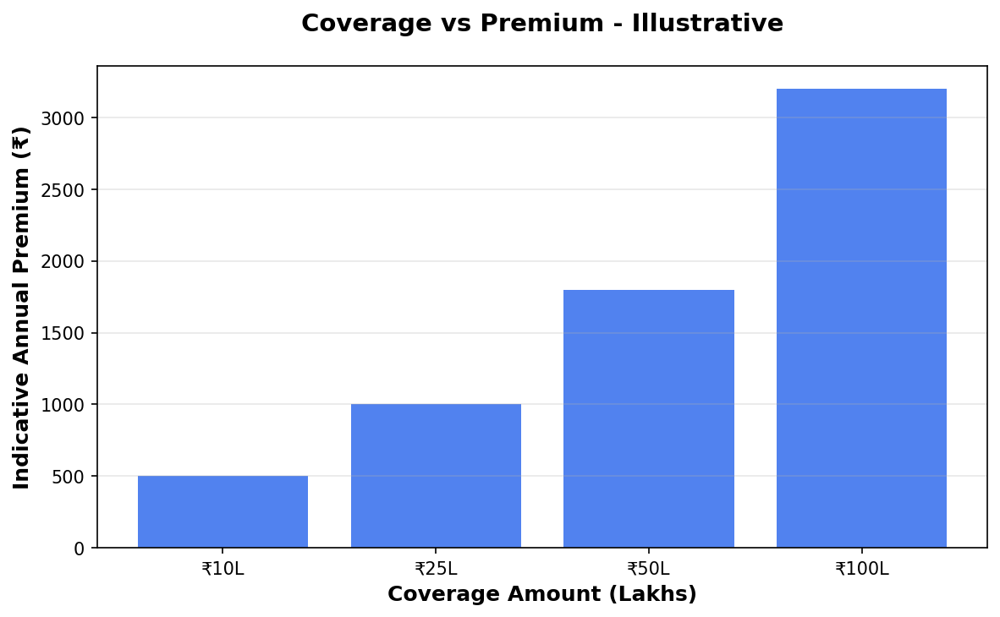 Coverage vs Premium - Illustrative
Indicative Annual Premium (₹)
3000
2500
2000
1500
1000
500
0
₹10L ₹25L ₹50L ₹100L
Coverage Amount (Lakhs)